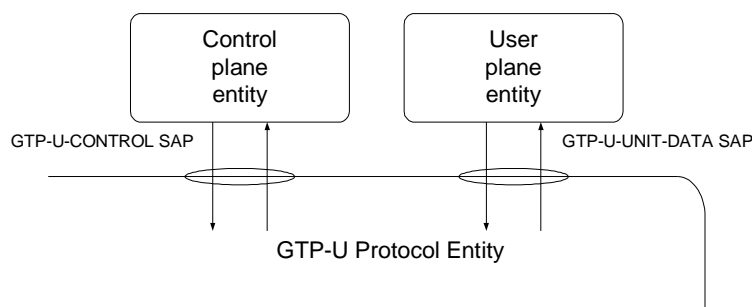 Control
plane
entity
User
plane
entity
GTP-U-CONTROL SAP
GTP-U-UNIT-DATA SAP
GTP-U Protocol Entity